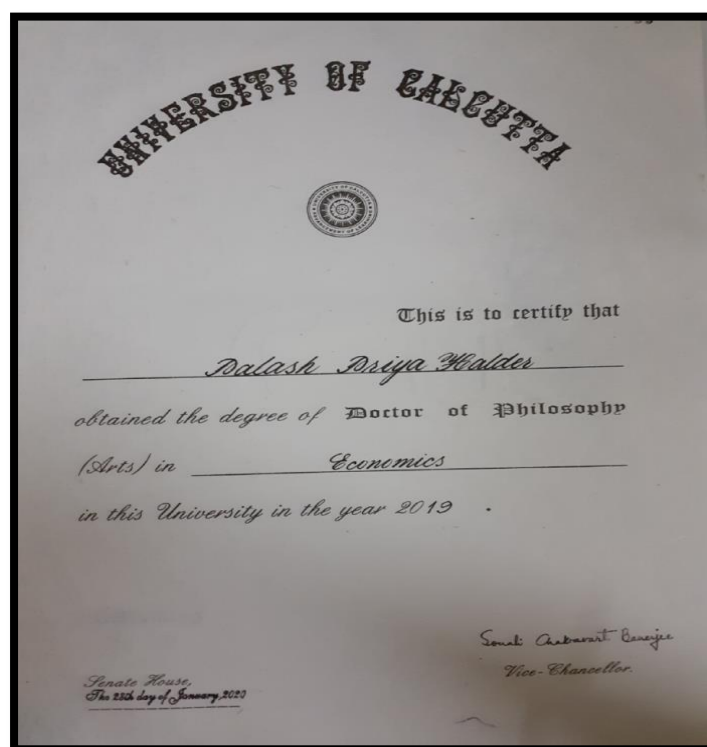 UNIVERSITY OF CALCUTTA
This is to certify that
Palash Priya Halder
obtained the degree of Doctor of Philosophy
(Arts) in Economics
in this University in the year 2019 .
Sonali Chakravarti Banerjee
Vice-Chancellor.
Senate House,
The 28th day of January, 2020